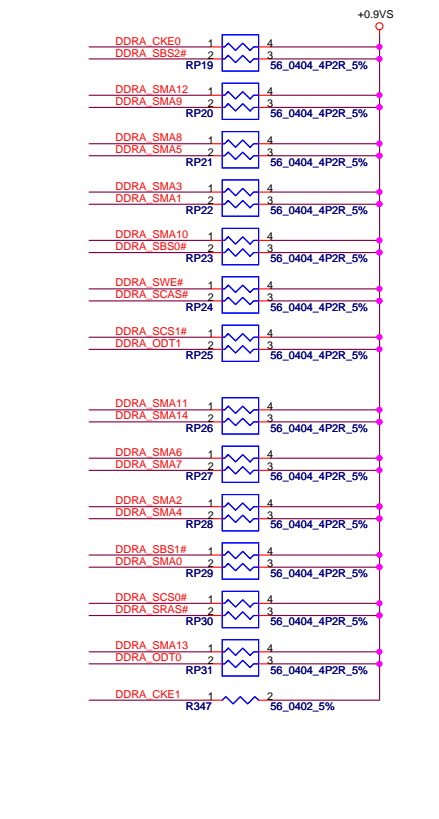 +0.9VS
DDRA_CKE0 1 4
DDRA_SBS2# 2 3
RP19 56_0404_4P2R_5%
DDRA_SMA12 1 4
DDRA_SMA9 2 3
RP20 56_0404_4P2R_5%
DDRA_SMA8 1 4
DDRA_SMA5 2 3
RP21 56_0404_4P2R_5%
DDRA_SMA3 1 4
DDRA_SMA1 2 3
RP22 56_0404_4P2R_5%
DDRA_SMA10 1 4
DDRA_SBS0# 2 3
RP23 56_0404_4P2R_5%
DDRA_SWE# 1 4
DDRA_SCAS# 2 3
RP24 56_0404_4P2R_5%
DDRA_SCS1# 1 4
DDRA_ODT1 2 3
RP25 56_0404_4P2R_5%
DDRA_SMA11 1 4
DDRA_SMA14 2 3
RP26 56_0404_4P2R_5%
DDRA_SMA6 1 4
DDRA_SMA7 2 3
RP27 56_0404_4P2R_5%
DDRA_SMA2 1 4
DDRA_SMA4 2 3
RP28 56_0404_4P2R_5%
DDRA_SBS1# 1 4
DDRA_SMA0 2 3
RP29 56_0404_4P2R_5%
DDRA_SCS0# 1 4
DDRA_SRAS# 2 3
RP30 56_0404_4P2R_5%
DDRA_SMA13 1 4
DDRA_ODT0 2 3
RP31 56_0404_4P2R_5%
DDRA_CKE1 1 2
R347 56_0402_5%